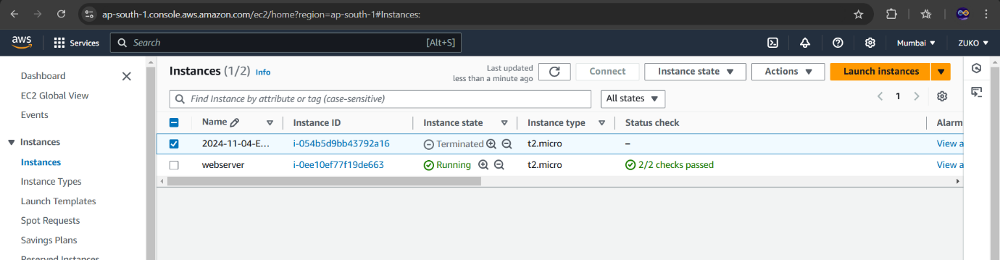 ap-south-1.console.aws.amazon.com/ec2/home?region=ap-south-1#Instances:
aws Services Search [Alt+S] Mumbai ZUKO
Dashboard
EC2 Global View
Events
Instances
Instances
Instance Types
Launch Templates
Spot Requests
Savings Plans
Reserved Instances
Instances (1/2) Info
Last updated
less than a minute ago
Connect Instance state Actions Launch instances
Find Instance by attribute or tag (case-sensitive) All states 1
Name Instance ID Instance state Instance type Status check Alarm
2024-11-04-E... i-054b5d9bb43792a16 Terminated t2.micro – View a
webserver i-0ee10ef77f19de663 Running t2.micro 2/2 checks passed View a